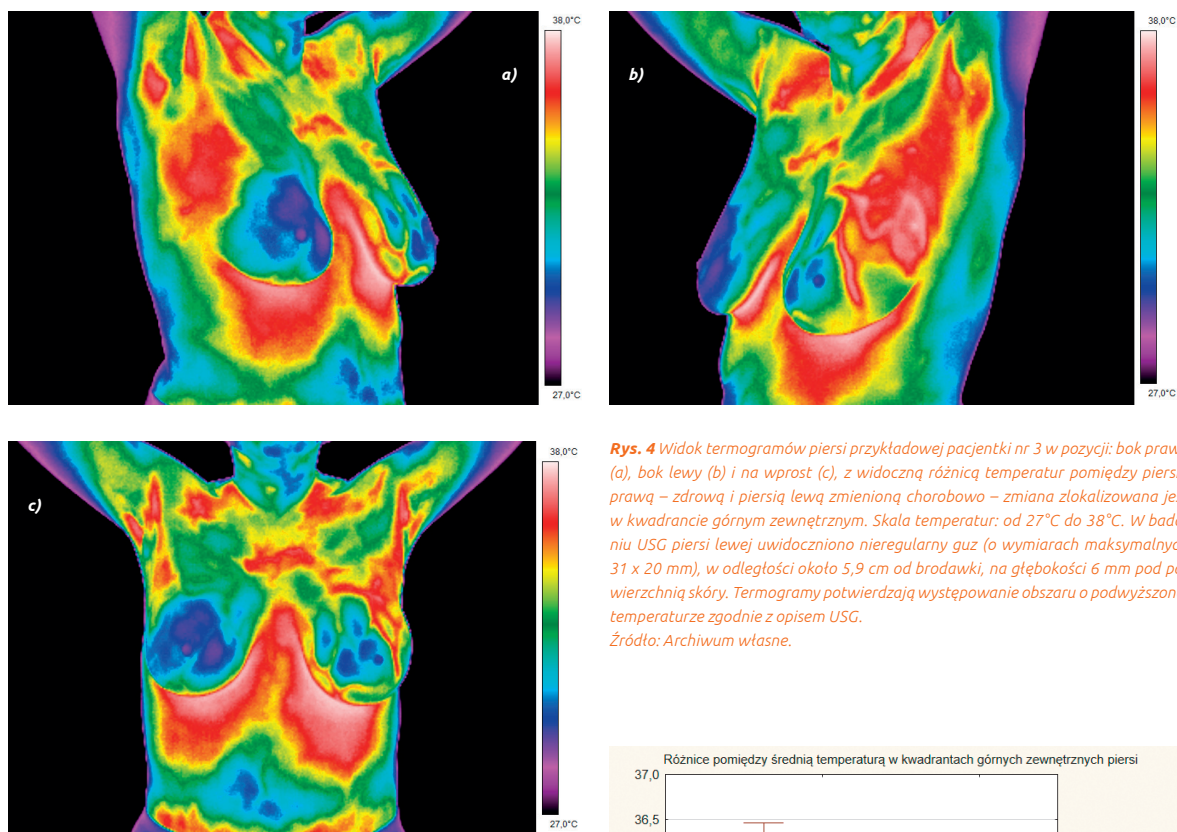 38,0°C
a)
27,0°C
38,0°C
b)
27,0°C
38,0°C
c)
27,0°C
Rys. 4 Widok termogramów piersi przykładowej pacjentki nr 3 w pozycji: bok praw
(a), bok lewy (b) i na wprost (c), z widoczną różnicą temperatur pomiędzy piers
prawą – zdrową i piersią lewą zmienioną chorobowo – zmiana zlokalizowana je
w kwadrancie górnym zewnętrznym. Skala temperatur: od 27°C do 38°C. W bada
niu USG piersi lewej uwidoczniono nieregularny guz (o wymiarach maksymalnyc
31 x 20 mm), w odległości około 5,9 cm od brodawki, na głębokości 6 mm pod po
wierzchnią skóry. Termogramy potwierdzają występowanie obszaru o podwyższon
temperaturze zgodnie z opisem USG.
Źródło: Archiwum własne.
Różnice pomiędzy średnią temperaturą w kwadrantach górnych zewnętrznych piersi
37,0
36,5